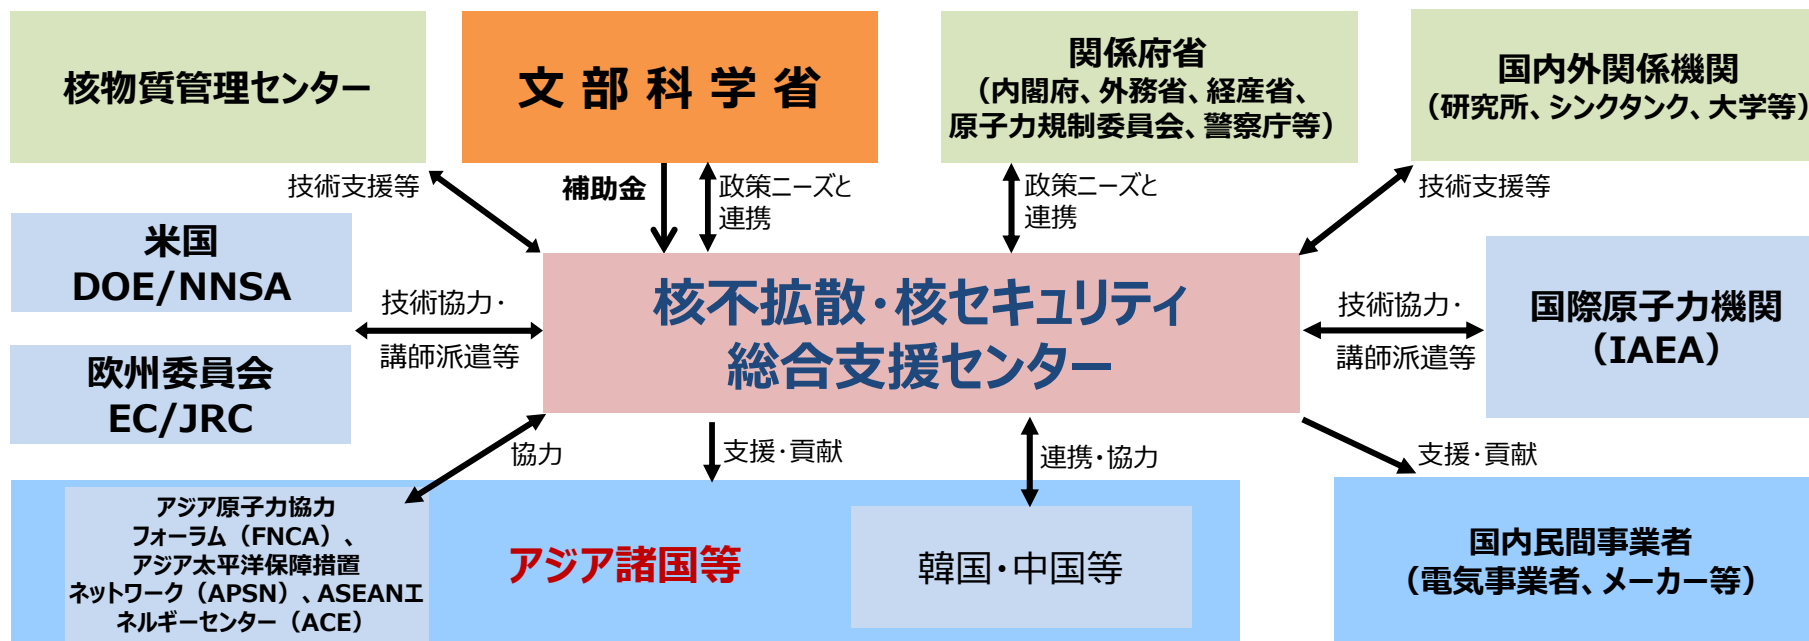 核物質管理センター
文部科学省
関係府省
（内閣府、外務省、経産省、
原子力規制委員会、警察庁等）
国内外関係機関
（研究所、シンクタンク、大学等）
技術支援等
補助金
政策ニーズと
連携
政策ニーズと
連携
技術支援等
米国
DOE/NNSA
欧州委員会
EC/JRC
技術協力・
講師派遣等
核不拡散・核セキュリティ
総合支援センター
技術協力・
講師派遣等
国際原子力機関
（IAEA）
協力
支援・貢献
連携・協力
支援・貢献
アジア原子力協力
フォーラム（FNCA）、
アジア太平洋保障措置
ネットワーク（APSN）、ASEANエ
ネルギーセンター（ACE）
アジア諸国等
韓国・中国等
国内民間事業者
（電気事業者、メーカー等）